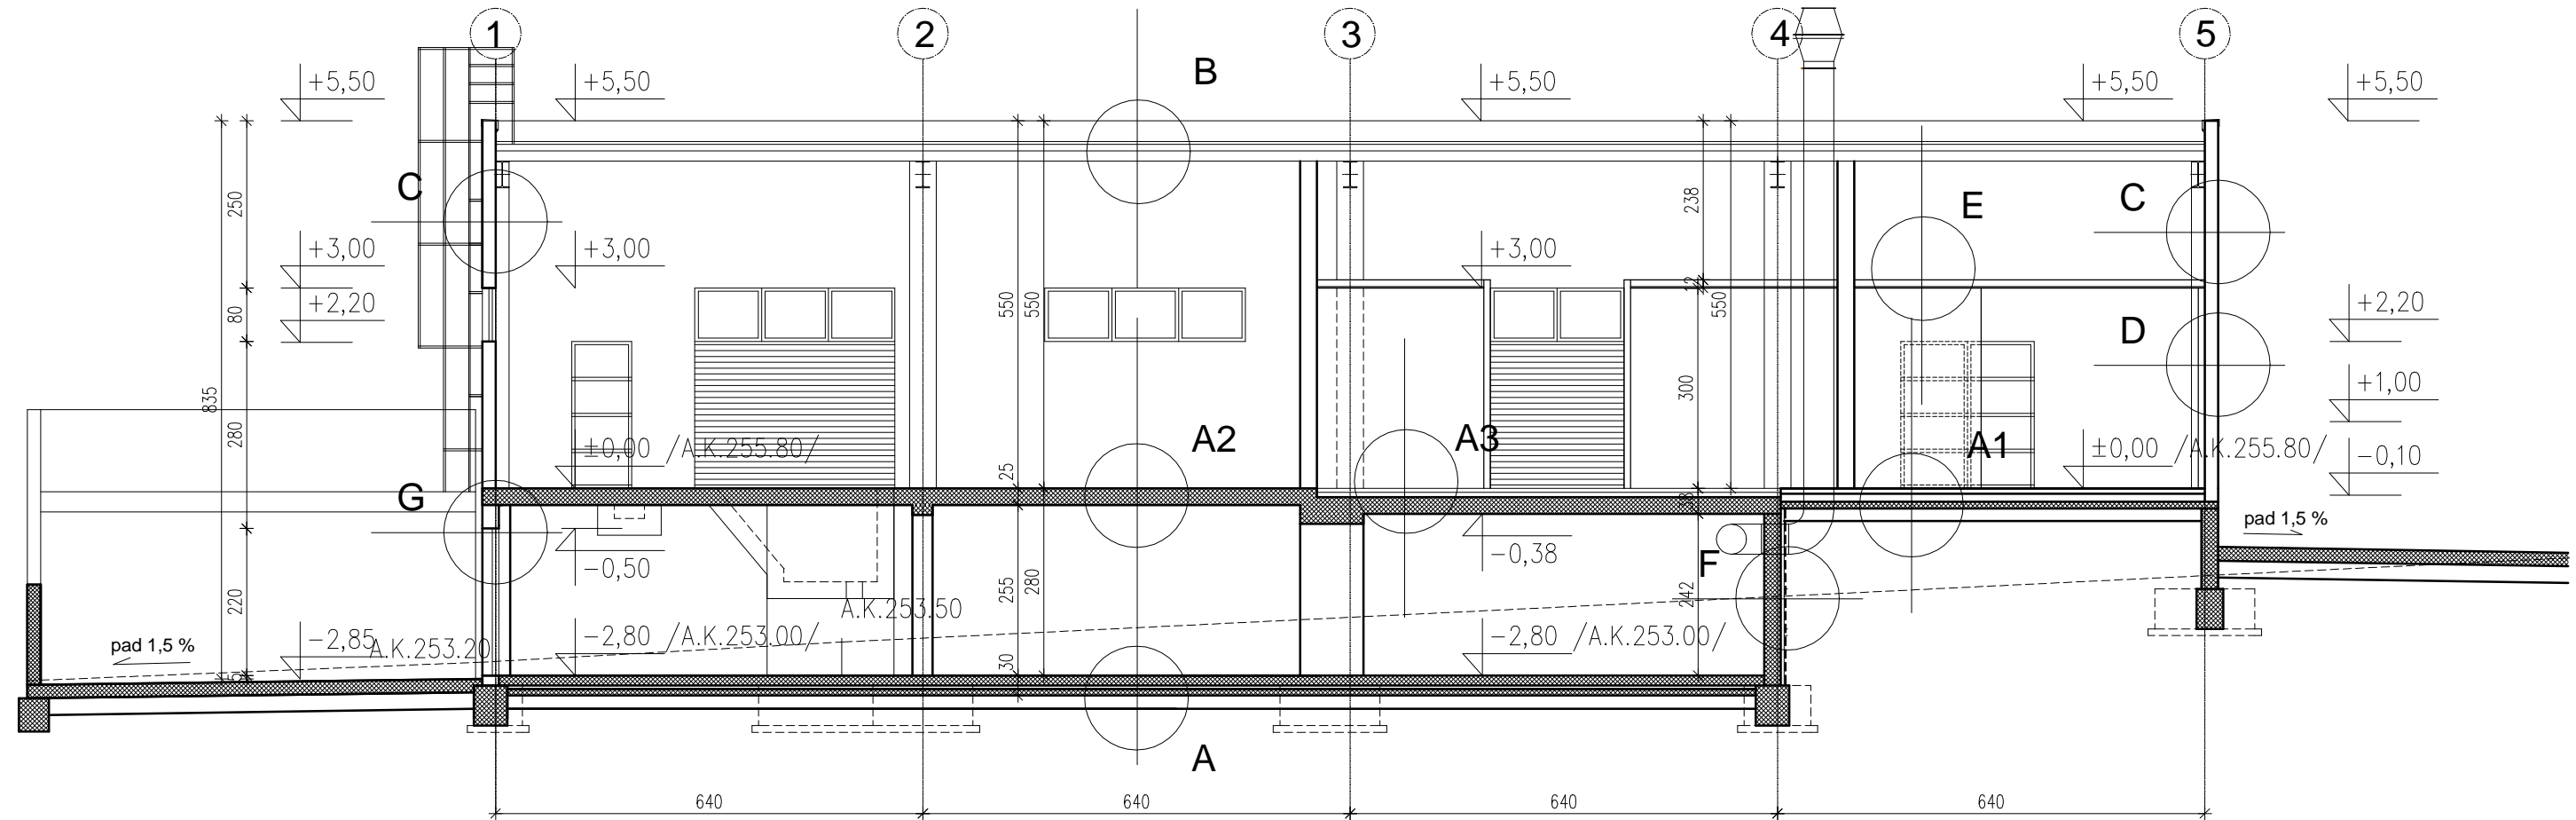 1 2 3 4 5
B
+5,50 +5,50 +5,50 +5,50 +5,50
C C
E
250 238
+3,00 +3,00 +3,00
+2,20 +2,20
80 550 550 12 550
D
835 280 300
+1,00
A2 A3 A1
±0,00 /A.K.255.80/ ±0,00 /A.K.255.80/
-0,10
G
25 38
pad 1,5 %
-0,50 -0,38
F
220 255 280 242
A.K.253.50
pad 1,5 %
-2,85 A.K.253.20 -2,80 /A.K.253.00/ -2,80 /A.K.253.00/
5 30
A
640 640 640 640